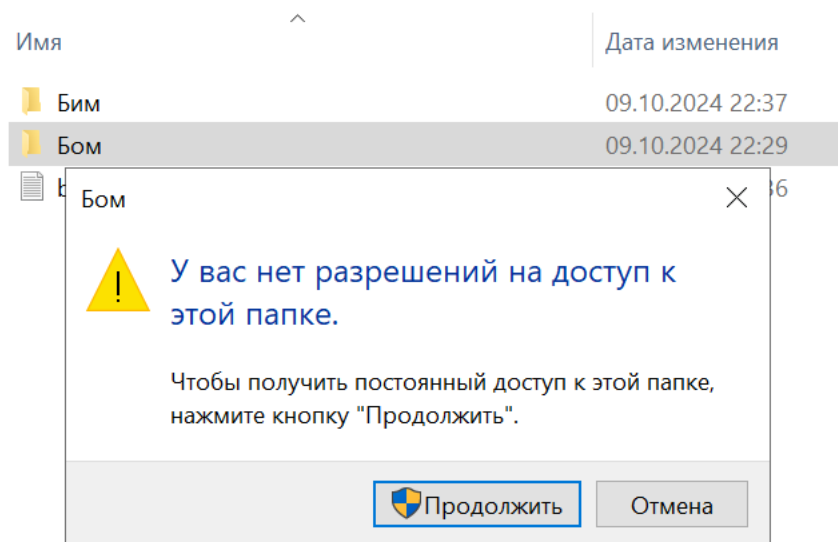 Имя
Дата изменения
Бим
09.10.2024 22:37
Бом
09.10.2024 22:29
Бом
У вас нет разрешений на доступ к
этой папке.
Чтобы получить постоянный доступ к этой папке,
нажмите кнопку "Продолжить".
Продолжить
Отмена